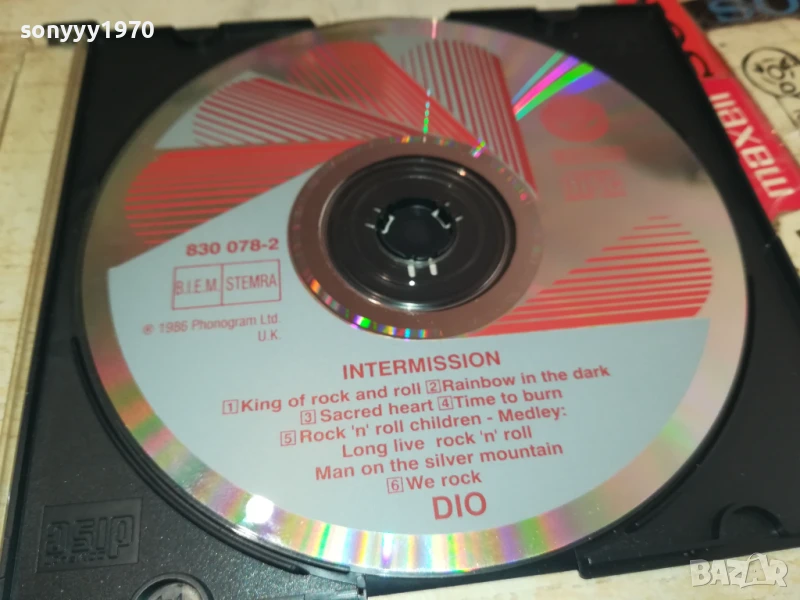 sonyyy1970
maxell
830 078-2
B.I.E.M. STEMRA
℗ 1986 Phonogram Ltd.
U.K.
INTERMISSION
1 King of rock and roll 2 Rainbow in the dark
3 Sacred heart 4 Time to burn
5 Rock 'n' roll children - Medley:
Long live rock 'n' roll
Man on the silver mountain
6 We rock
DIO
disc
BAZAR